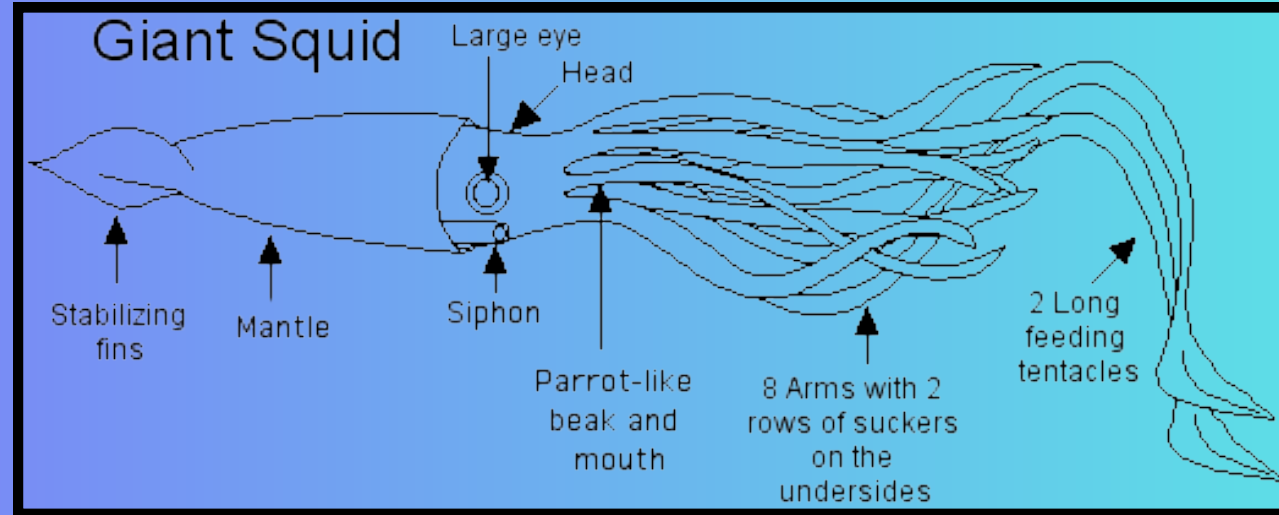 Giant Squid
Large eye
Head
Stabilizing
fins
Mantle
Siphon
Parrot-like
beak and
mouth
8 Arms with 2
rows of suckers
on the
undersides
2 Long
feeding
tentacles